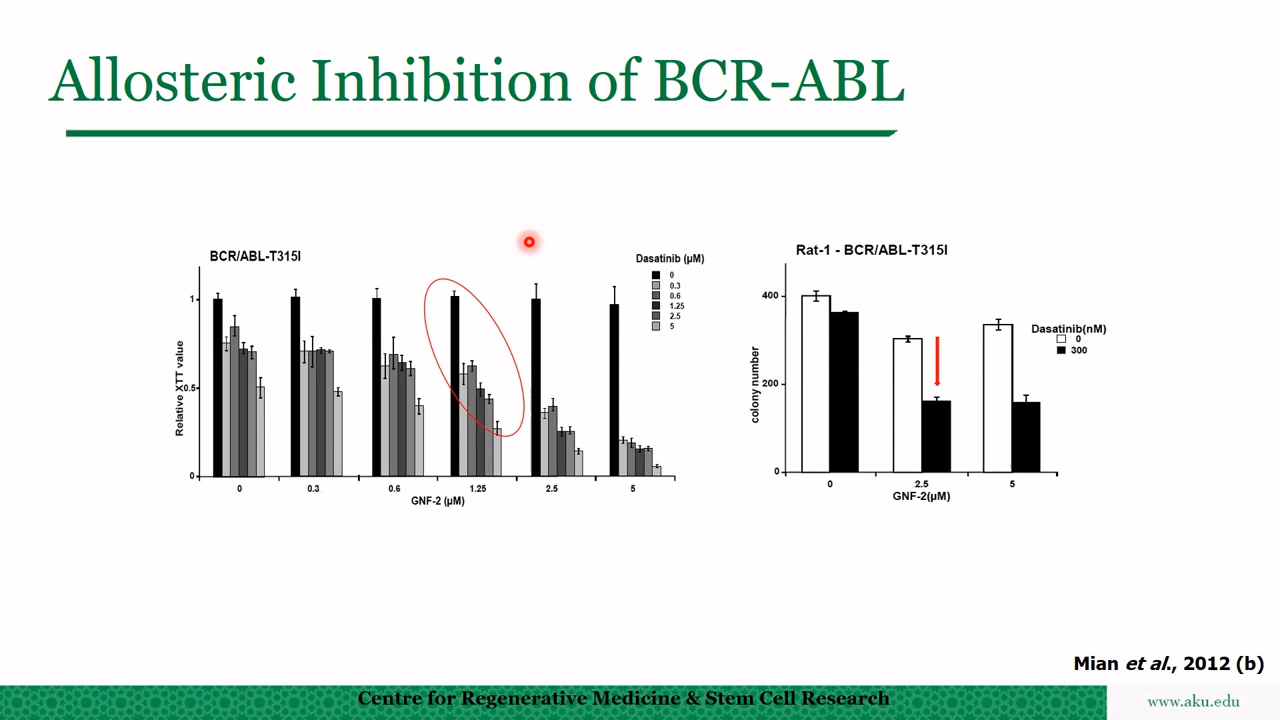 Allosteric Inhibition of BCR-ABL
BCR/ABL-T315I
Dasatinib (µM)
0
0.3
0.6
1.25
2.5
5
Relative XTT value
1
0.5
0
0
0.3
0.6
1.25
2.5
5
GNF-2 (µM)
Rat-1 - BCR/ABL-T315I
Dasatinib(nM)
0
300
colony number
400
200
0
0
2.5
5
GNF-2(µM)
Mian et al., 2012 (b)
Centre for Regenerative Medicine & Stem Cell Research
www.aku.edu